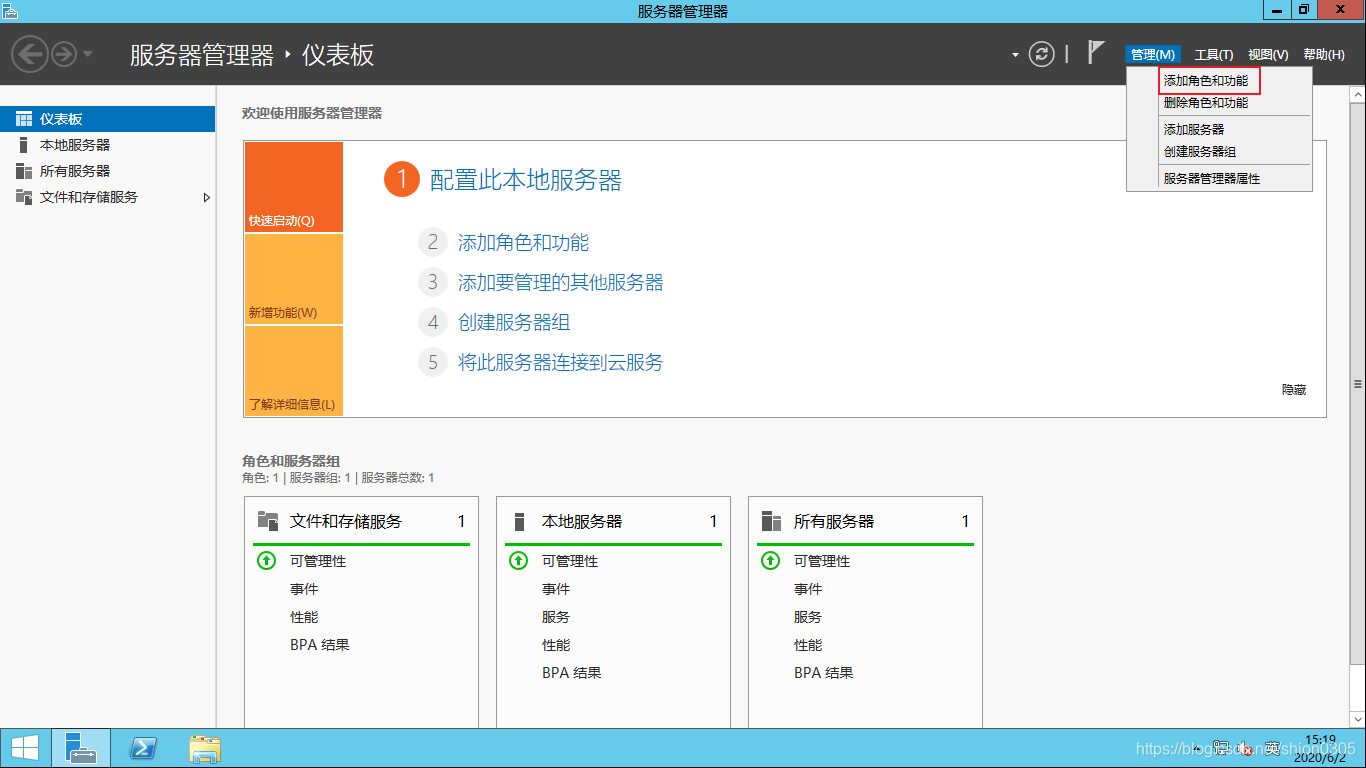 服务器管理器
服务器管理器 ‣ 仪表板
管理(M) 工具(T) 视图(V) 帮助(H)
添加角色和功能
删除角色和功能
添加服务器
创建服务器组
服务器管理器属性
仪表板
本地服务器
所有服务器
文件和存储服务
欢迎使用服务器管理器
快速启动(Q)
新增功能(W)
了解详细信息(L)
1 配置此本地服务器
2 添加角色和功能
3 添加要管理的其他服务器
4 创建服务器组
5 将此服务器连接到云服务
隐藏
角色和服务器组
角色: 1 | 服务器组: 1 | 服务器总数: 1
文件和存储服务 1
可管理性
事件
性能
BPA 结果
本地服务器 1
可管理性
事件
服务
性能
BPA 结果
所有服务器 1
可管理性
事件
服务
性能
BPA 结果
英
15:19
2020/6/2
https://blog.csdn.net/shion0305